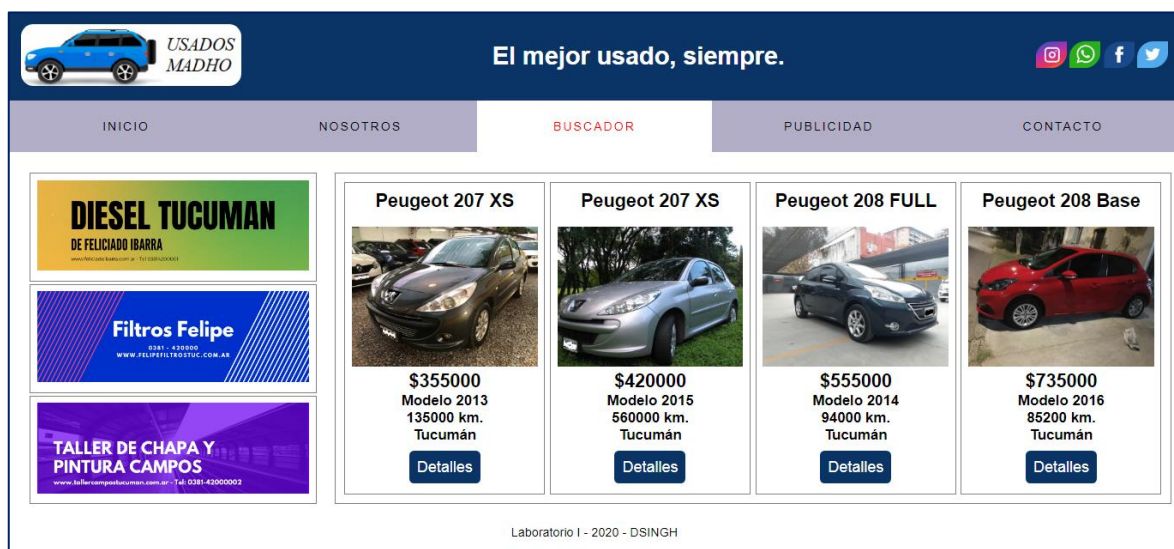 USADOS
MADHO
El mejor usado, siempre.
INICIO
NOSOTROS
BUSCADOR
PUBLICIDAD
CONTACTO
DIESEL TUCUMAN
DE FELICIADO IBARRA
Filtros Felipe
0381 - 420000
WWW.FELIPEFILTROSTUC.COM.AR
TALLER DE CHAPA Y
PINTURA CAMPOS
www.tallercampostucuman.com.ar - Tel: 0381-42000002
Peugeot 207 XS
$355000
Modelo 2013
135000 km.
Tucumán
Detalles
Peugeot 207 XS
$420000
Modelo 2015
560000 km.
Tucumán
Detalles
Peugeot 208 FULL
$555000
Modelo 2014
94000 km.
Tucumán
Detalles
Peugeot 208 Base
$735000
Modelo 2016
85200 km.
Tucumán
Detalles
Laboratorio I - 2020 - DSINGH